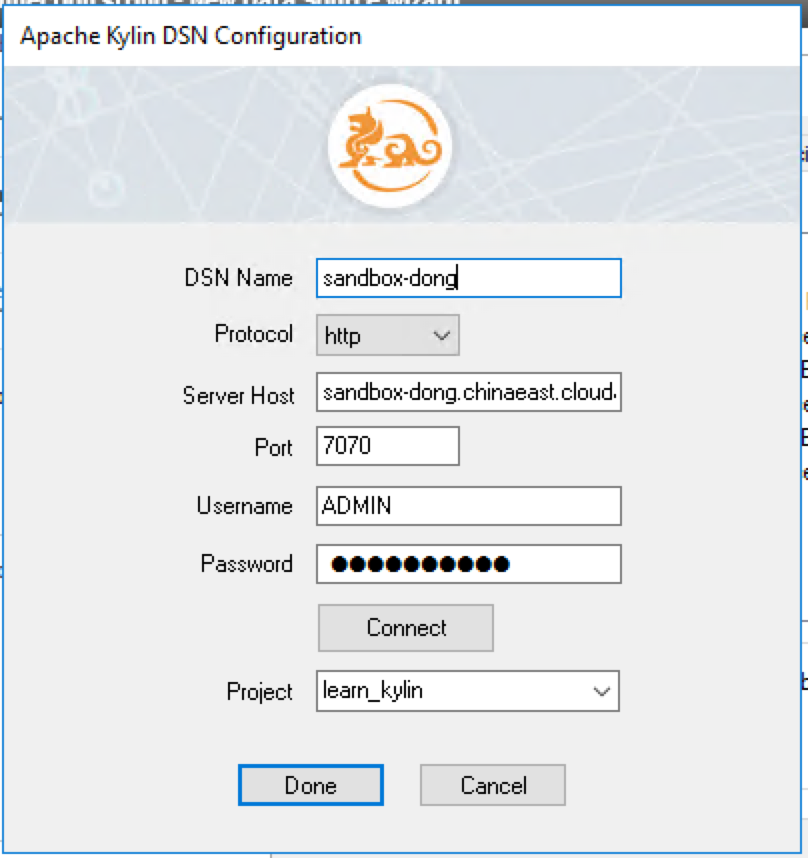 Apache Kylin DSN Configuration
DSN Name sandbox-dong
Protocol http
Server Host sandbox-dong.chinaeast.cloud
Port 7070
Username ADMIN
Password ●●●●●●●●●●
Connect
Project learn_kylin
Done Cancel